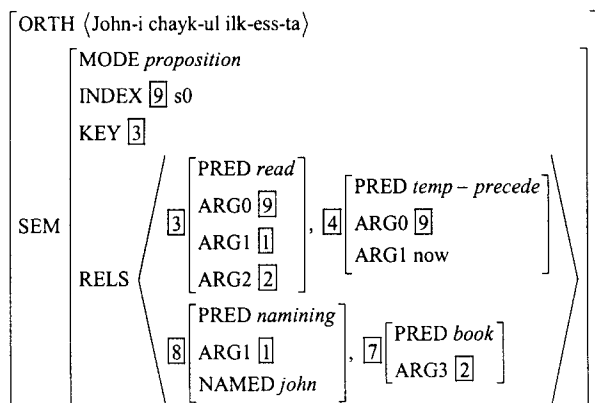 ORTH ⟨John-i chayk-ul ilk-ess-ta⟩
MODE proposition
INDEX 9 s0
KEY 3
SEM
RELS
3 PRED read
ARG0 9
ARG1 1
ARG2 2
, 4 PRED temp – precede
ARG0 9
ARG1 now
8 PRED namining
ARG1 1
NAMED john
, 7 PRED book
ARG3 2